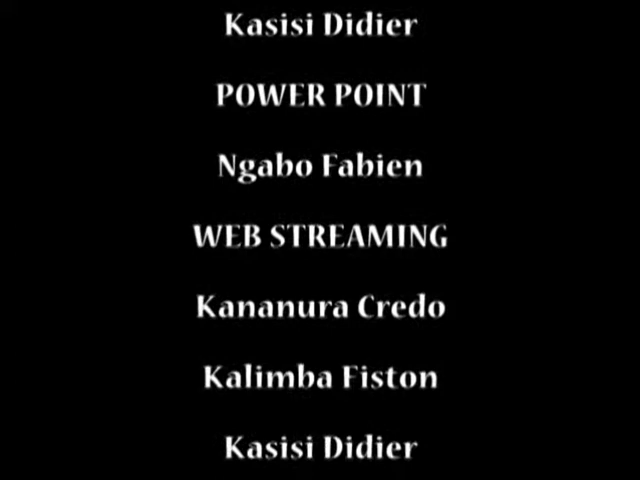 Kasisi Didier
POWER POINT
Ngabo Fabien
WEB STREAMING
Kananura Credo
Kalimba Fiston
Kasisi Didier